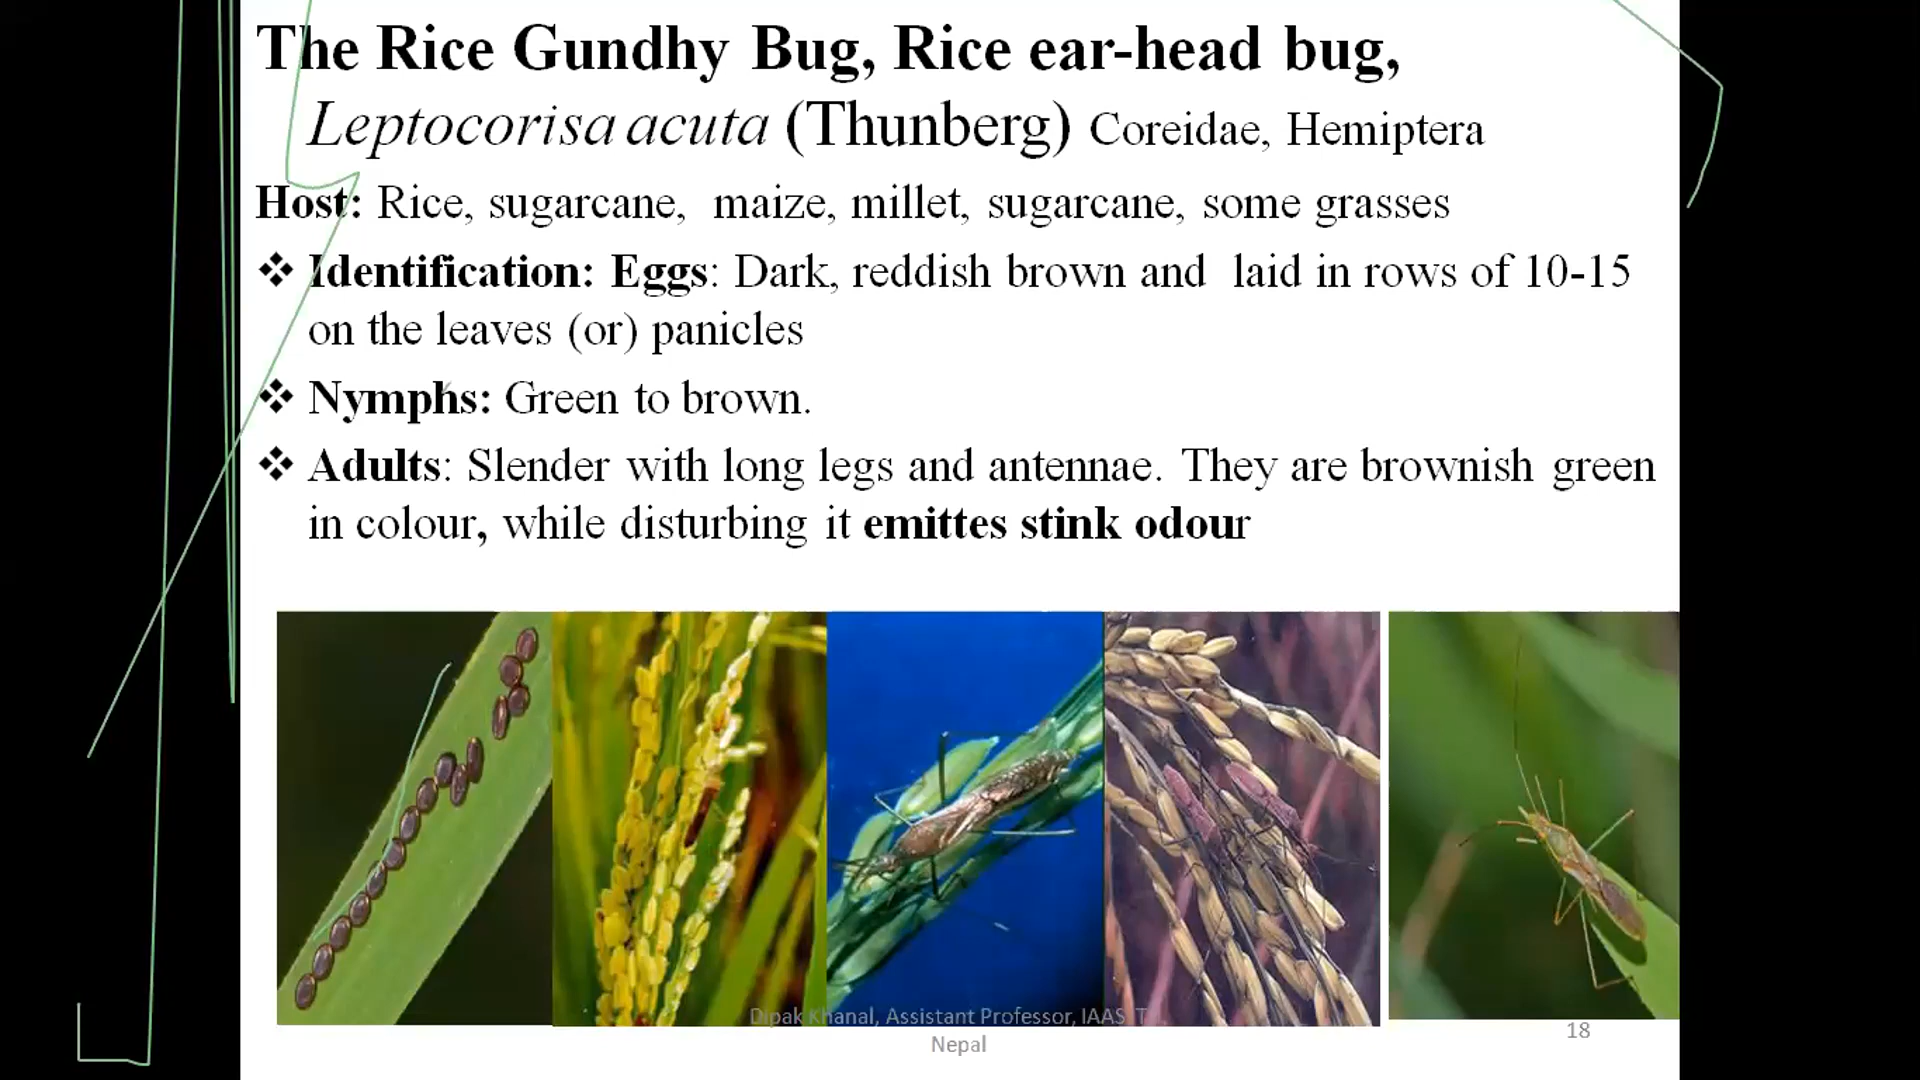 The Rice Gundhy Bug, Rice ear-head bug,
Leptocorisa acuta (Thunberg) Coreidae, Hemiptera
Host: Rice, sugarcane, maize, millet, sugarcane, some grasses
❖ Identification: Eggs: Dark, reddish brown and laid in rows of 10-15
on the leaves (or) panicles
❖ Nymphs: Green to brown.
❖ Adults: Slender with long legs and antennae. They are brownish green
in colour, while disturbing it emittes stink odour
Dipak Khanal, Assistant Professor, IAAS,
Nepal
18